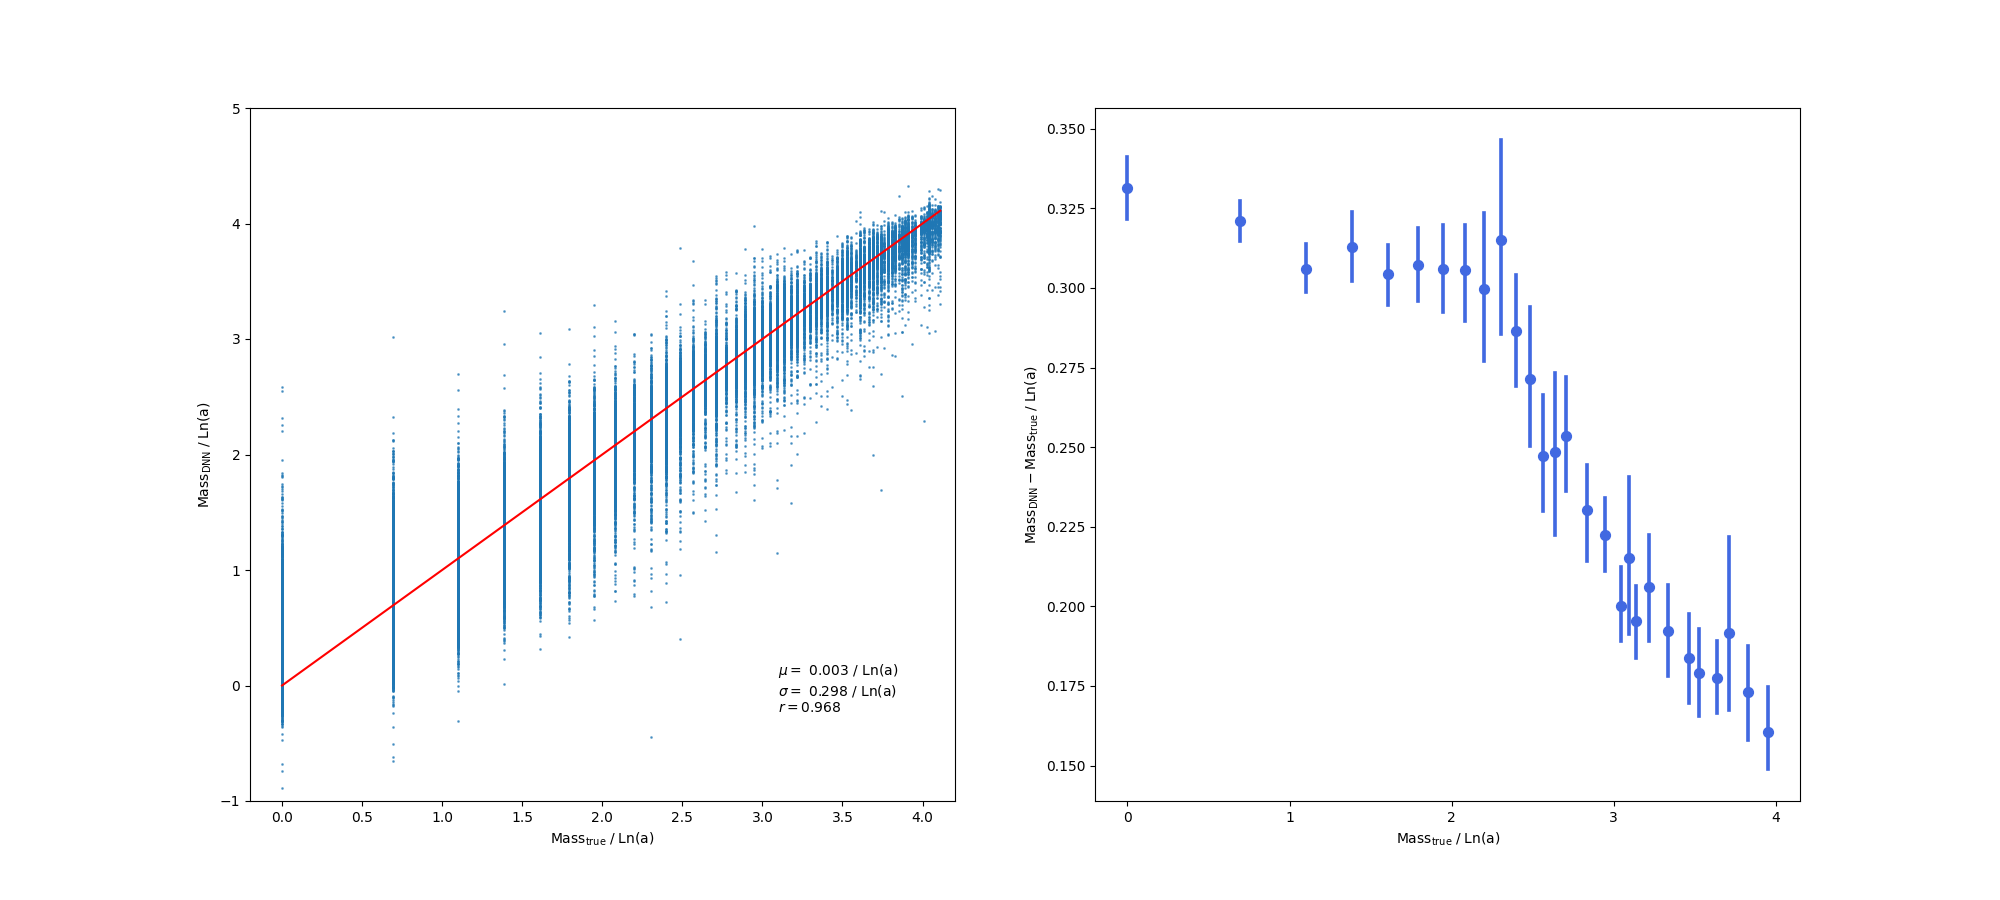 5
4
3
2
1
0
−1
0.0 0.5 1.0 1.5 2.0 2.5 3.0 3.5 4.0
Mass_true / Ln(a)
Mass_DNN / Ln(a)
μ = 0.003 / Ln(a)
σ = 0.298 / Ln(a)
r = 0.968
0.350
0.325
0.300
0.275
0.250
0.225
0.200
0.175
0.150
0 1 2 3 4
Mass_true / Ln(a)
Mass_DNN − Mass_true / Ln(a)